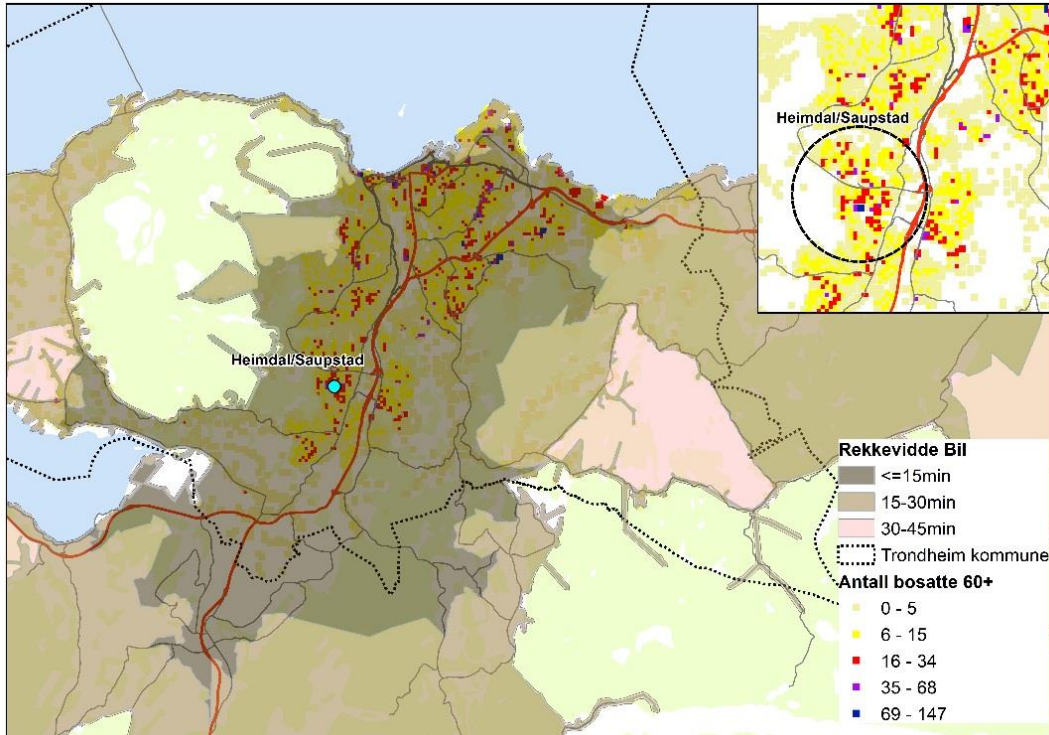 Heimdal/Saupstad
Heimdal/Saupstad
Rekkevidde Bil
<=15min
15-30min
30-45min
Trondheim kommune
Antall bosatte 60+
0 - 5
6 - 15
16 - 34
35 - 68
69 - 147